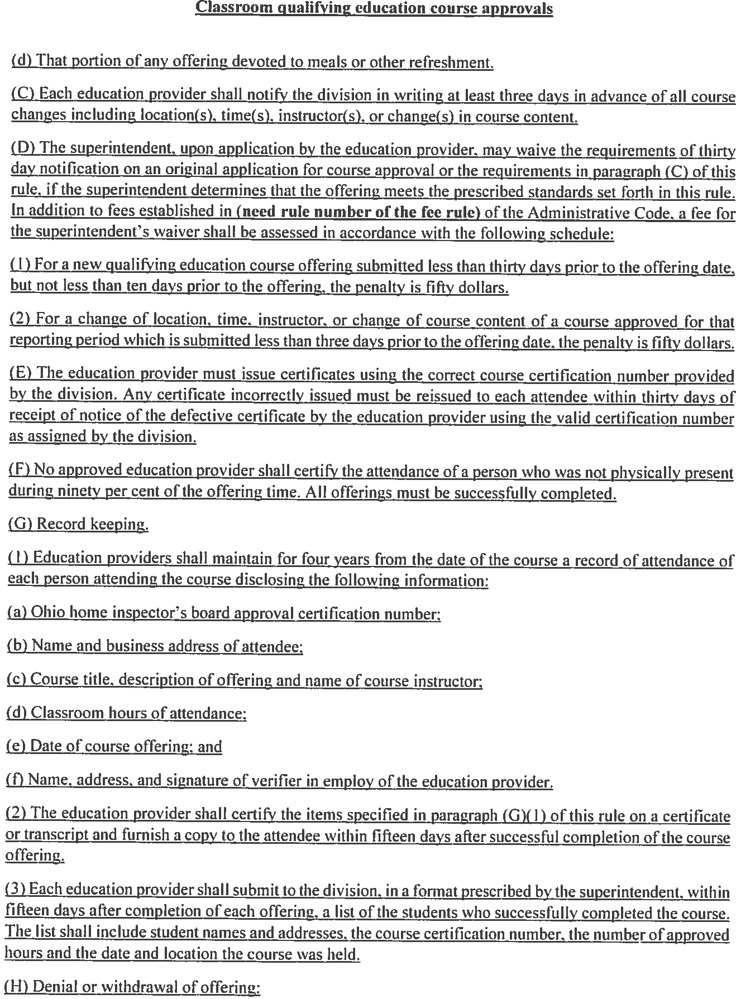 Classroom qualifying education course approvals
(d) That portion of any offering devoted to meals or other refreshment.
(C) Each education provider shall notify the division in writing at least three days in advance of all course
changes including location(s), time(s), instructor(s), or change(s) in course content.
(D) The superintendent, upon application by the education provider, may waive the requirements of thirty
day notification on an original application for course approval or the requirements in paragraph (C) of this
rule, if the superintendent determines that the offering meets the prescribed standards set forth in this rule.
In addition to fees established in (need rule number of the fee rule) of the Administrative Code, a fee for
the superintendent's waiver shall be assessed in accordance with the following schedule:
(1) For a new qualifying education course offering submitted less than thirty days prior to the offering date,
but not less than ten days prior to the offering, the penalty is fifty dollars.
(2) For a change of location, time, instructor, or change of course content of a course approved for that
reporting period which is submitted less than three days prior to the offering date, the penalty is fifty dollars.
(E) The education provider must issue certificates using the correct course certification number provided
by the division. Any certificate incorrectly issued must be reissued to each attendee within thirty days of
receipt of notice of the defective certificate by the education provider using the valid certification number
as assigned by the division.
(F) No approved education provider shall certify the attendance of a person who was not physically present
during ninety per cent of the offering time. All offerings must be successfully completed.
(G) Record keeping.
(1) Education providers shall maintain for four years from the date of the course a record of attendance of
each person attending the course disclosing the following information:
(a) Ohio home inspector's board approval certification number;
(b) Name and business address of attendee;
(c) Course title, description of offering and name of course instructor;
(d) Classroom hours of attendance;
(e) Date of course offering; and
(f) Name, address, and signature of verifier in employ of the education provider.
(2) The education provider shall certify the items specified in paragraph (G)(1) of this rule on a certificate
or transcript and furnish a copy to the attendee within fifteen days after successful completion of the course
offering.
(3) Each education provider shall submit to the division, in a format prescribed by the superintendent, within
fifteen days after completion of each offering, a list of the students who successfully completed the course.
The list shall include student names and addresses, the course certification number, the number of approved
hours and the date and location the course was held.
(H) Denial or withdrawal of offering: